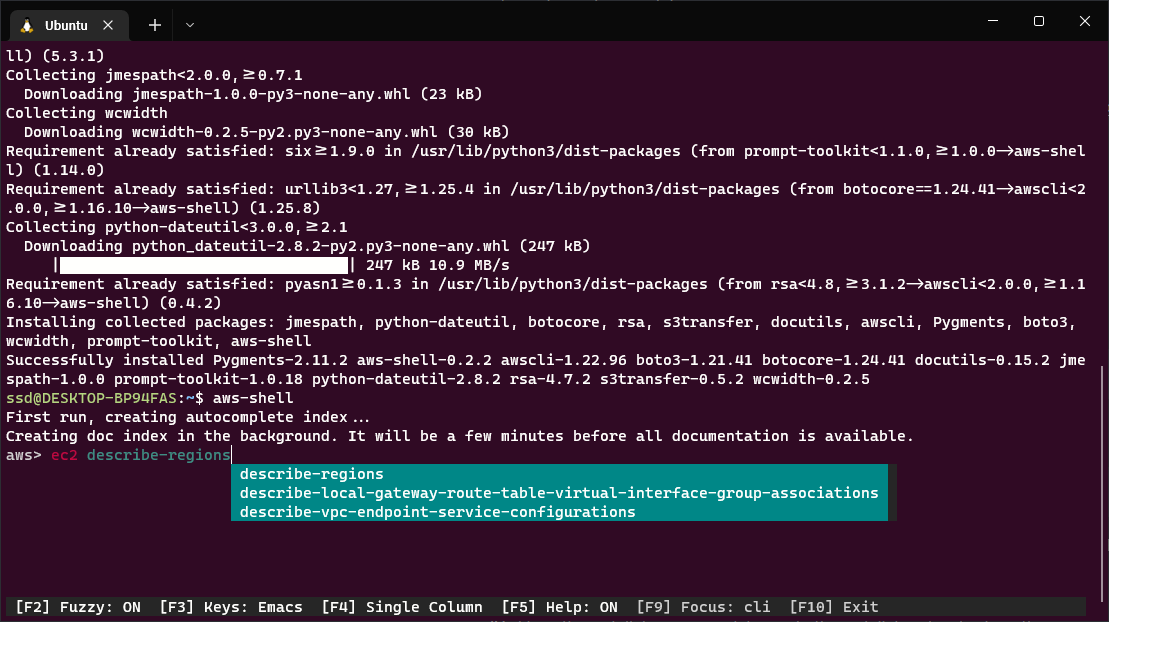 Ubuntu
ll) (5.3.1)
Collecting jmespath<2.0.0,≥0.7.1
Downloading jmespath-1.0.0-py3-none-any.whl (23 kB)
Collecting wcwidth
Downloading wcwidth-0.2.5-py2.py3-none-any.whl (30 kB)
Requirement already satisfied: six≥1.9.0 in /usr/lib/python3/dist-packages (from prompt-toolkit<1.1.0,≥1.0.0→aws-shel
l) (1.14.0)
Requirement already satisfied: urllib3<1.27,≥1.25.4 in /usr/lib/python3/dist-packages (from botocore==1.24.41→awscli<2
.0.0,≥1.16.10→aws-shell) (1.25.8)
Collecting python-dateutil<3.0.0,≥2.1
Downloading python_dateutil-2.8.2-py2.py3-none-any.whl (247 kB)
| | 247 kB 10.9 MB/s
Requirement already satisfied: pyasn1≥0.1.3 in /usr/lib/python3/dist-packages (from rsa<4.8,≥3.1.2→awscli<2.0.0,≥1.1
6.10→aws-shell) (0.4.2)
Installing collected packages: jmespath, python-dateutil, botocore, rsa, s3transfer, docutils, awscli, Pygments, boto3,
wcwidth, prompt-toolkit, aws-shell
Successfully installed Pygments-2.11.2 aws-shell-0.2.2 awscli-1.22.96 boto3-1.21.41 botocore-1.24.41 docutils-0.15.2 jme
spath-1.0.0 prompt-toolkit-1.0.18 python-dateutil-2.8.2 rsa-4.7.2 s3transfer-0.5.2 wcwidth-0.2.5
ssd@DESKTOP-BP94FAS:~$ aws-shell
First run, creating autocomplete index...
Creating doc index in the background. It will be a few minutes before all documentation is available.
aws> ec2 describe-regions
describe-regions
describe-local-gateway-route-table-virtual-interface-group-associations
describe-vpc-endpoint-service-configurations
[F2] Fuzzy: ON [F3] Keys: Emacs [F4] Single Column [F5] Help: ON [F9] Focus: cli [F10] Exit